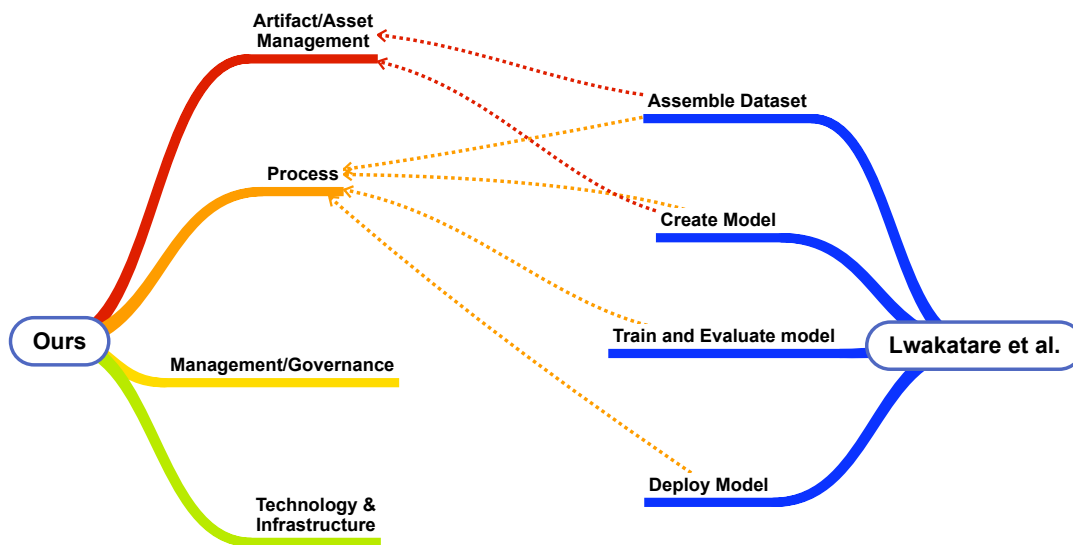 Artifact/Asset
Management
Assemble Dataset
Process
Create Model
Ours
Train and Evaluate model
Lwakatare et al.
Management/Governance
Deploy Model
Technology &
Infrastructure